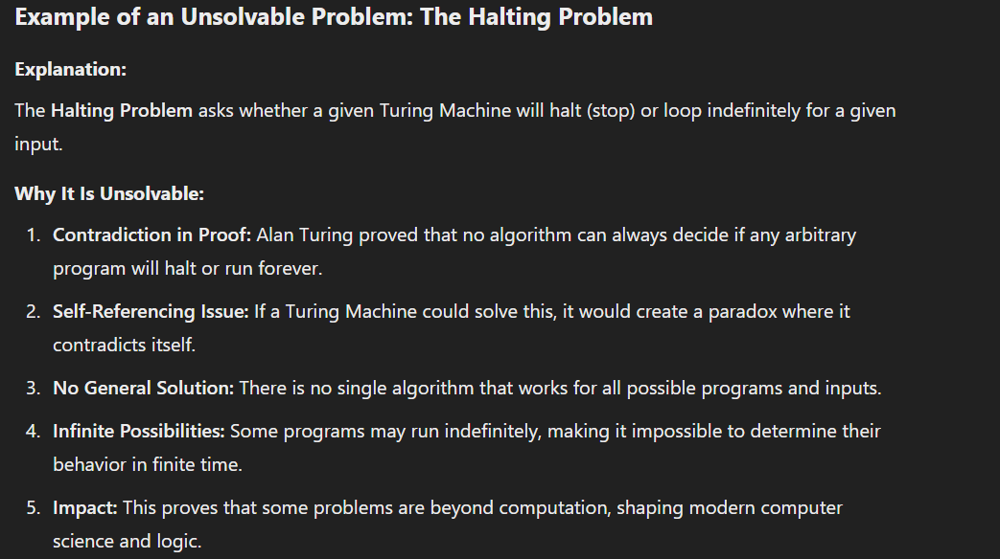 Example of an Unsolvable Problem: The Halting Problem
Explanation:
The Halting Problem asks whether a given Turing Machine will halt (stop) or loop indefinitely for a given
input.
Why It Is Unsolvable:
1. Contradiction in Proof: Alan Turing proved that no algorithm can always decide if any arbitrary
program will halt or run forever.
2. Self-Referencing Issue: If a Turing Machine could solve this, it would create a paradox where it
contradicts itself.
3. No General Solution: There is no single algorithm that works for all possible programs and inputs.
4. Infinite Possibilities: Some programs may run indefinitely, making it impossible to determine their
behavior in finite time.
5. Impact: This proves that some problems are beyond computation, shaping modern computer
science and logic.